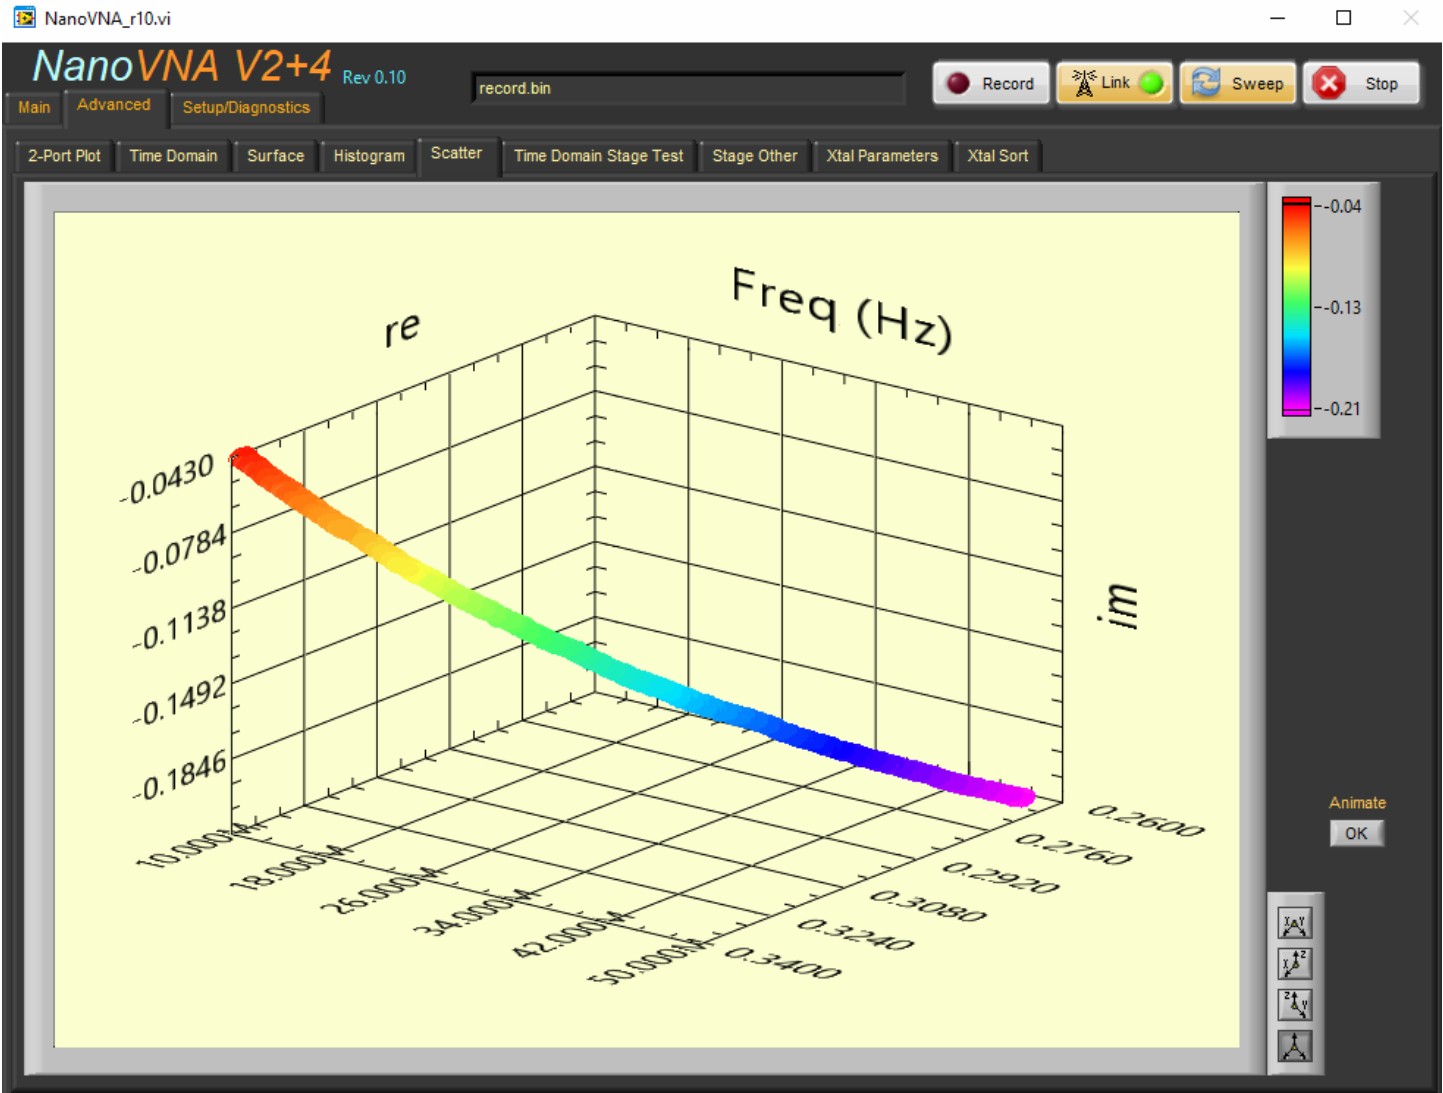 NanoVNA_r10.vi
NanoVNA V2+4 Rev 0.10
record.bin
Record Link Sweep Stop
Main Advanced Setup/Diagnostics
2-Port Plot Time Domain Surface Histogram Scatter Time Domain Stage Test Stage Other Xtal Parameters Xtal Sort
-0.04
-0.13
-0.21
Freq (Hz)
re
im
-0.0430
-0.0784
-0.1138
-0.1492
-0.1846
10.000M
18.000M
26.000M
34.000M
42.000M
50.000M
0.2600
0.2760
0.2920
0.3080
0.3240
0.3400
Animate
OK
X Y
X Z
Z Y